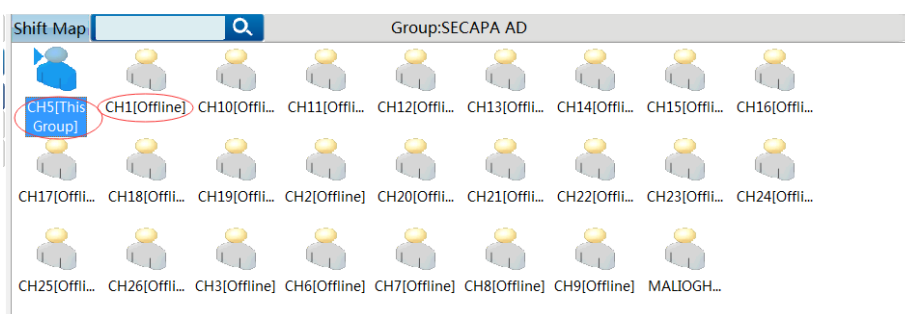 Shift Map Group:SECAPA AD
CH5[This CH1[Offline] CH10[Offli... CH11[Offli... CH12[Offli... CH13[Offli... CH14[Offli... CH15[Offli... CH16[Offli...
Group]
CH17[Offli... CH18[Offli... CH19[Offli... CH2[Offline] CH20[Offli... CH21[Offli... CH22[Offli... CH23[Offli... CH24[Offli...
CH25[Offli... CH26[Offli... CH3[Offline] CH6[Offline] CH7[Offline] CH8[Offline] CH9[Offline] MALIOGH...